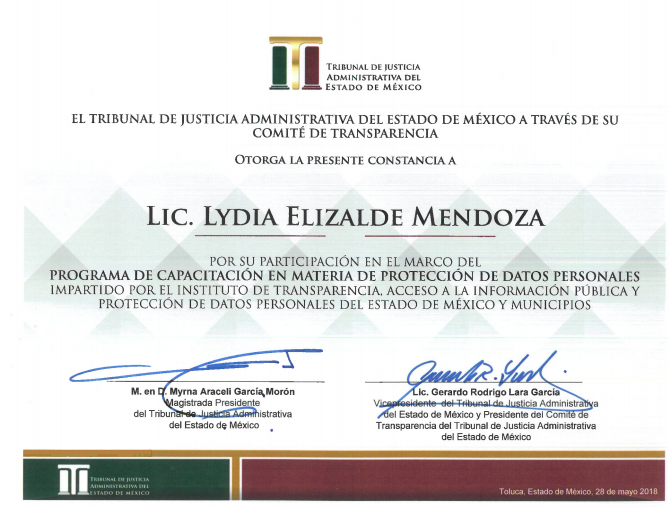 TRIBUNAL DE JUSTICIA
ADMINISTRATIVA DEL
ESTADO DE MÉXICO
EL TRIBUNAL DE JUSTICIA ADMINISTRATIVA DEL ESTADO DE MÉXICO A TRAVÉS DE SU
COMITÉ DE TRANSPARENCIA
OTORGA LA PRESENTE CONSTANCIA A
LIC. LYDIA ELIZALDE MENDOZA
POR SU PARTICIPACIÓN EN EL MARCO DEL
PROGRAMA DE CAPACITACIÓN EN MATERIA DE PROTECCIÓN DE DATOS PERSONALES
IMPARTIDO POR EL INSTITUTO DE TRANSPARENCIA, ACCESO A LA INFORMACIÓN PÚBLICA Y
PROTECCIÓN DE DATOS PERSONALES DEL ESTADO DE MÉXICO Y MUNICIPIOS
M. en D. Myrna Araceli García Morón
Magistrada Presidente
del Tribunal de Justicia Administrativa
del Estado de México
Lic. Gerardo Rodrigo Lara García
Vicepresidente del Tribunal de Justicia Administrativa
del Estado de México y Presidente del Comité de
Transparencia del Tribunal de Justicia Administrativa
del Estado de México
TRIBUNAL DE JUSTICIA
ADMINISTRATIVA DEL
ESTADO DE MÉXICO
Toluca, Estado de México, 28 de mayo 2018